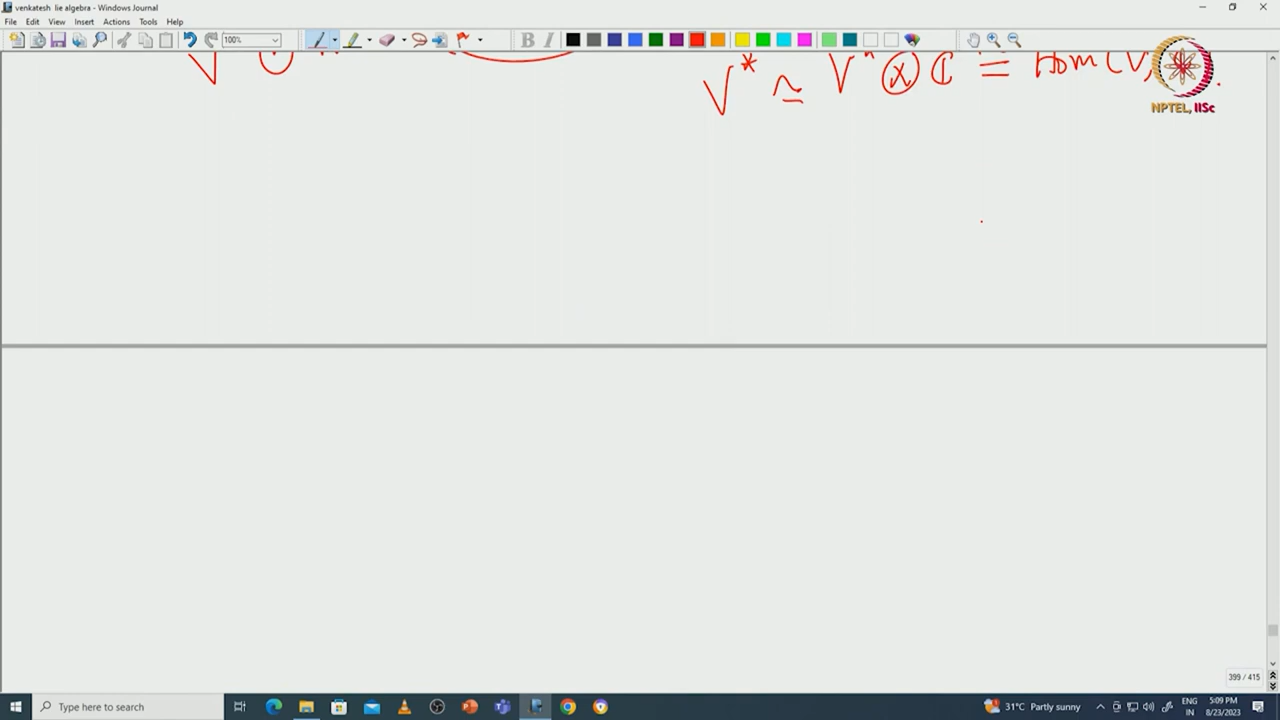 venkatesh lie algebra - Windows Journal
File Edit View Insert Actions Tools Help
100%
V* ≃ V* ⊗ ℂ = Hom(V,
NPTEL, IISc
399 / 415
Type here to search
31°C Partly sunny
ENG
IN
5:09 PM
8/23/2023